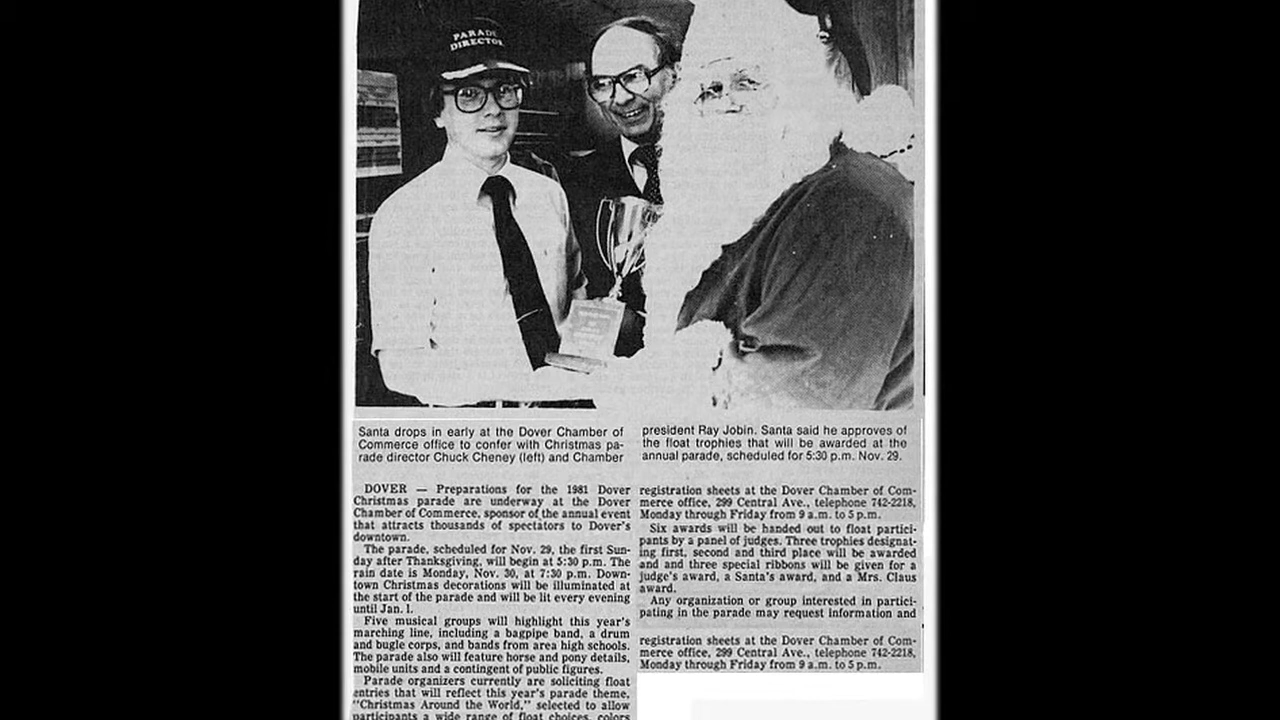 PARADE
DIRECTOR
Santa drops in early at the Dover Chamber of
Commerce office to confer with Christmas pa-
rade director Chuck Cheney (left) and Chamber
president Ray Jobin. Santa said he approves of
the float trophies that will be awarded at the
annual parade, scheduled for 5:30 p.m. Nov. 29.
DOVER — Preparations for the 1981 Dover
Christmas parade are underway at the Dover
Chamber of Commerce, sponsor of the annual event
that attracts thousands of spectators to Dover's
downtown.
The parade, scheduled for Nov. 29, the first Sun-
day after Thanksgiving, will begin at 5:30 p.m. The
rain date is Monday, Nov. 30, at 7:30 p.m. Down-
town Christmas decorations will be illuminated at
the start of the parade and will be lit every evening
until Jan. 1.
Five musical groups will highlight this year's
marching line, including a bagpipe band, a drum
and bugle corps, and bands from area high schools.
The parade also will feature horse and pony details,
mobile units and a contingent of public figures.
Parade organizers currently are soliciting float
entries that will reflect this year's parade theme,
"Christmas Around the World," selected to allow
participants a wide range of float choices, colors
registration sheets at the Dover Chamber of Com-
merce office, 299 Central Ave., telephone 742-2218,
Monday through Friday from 9 a.m. to 5 p.m.
Six awards will be handed out to float partici-
pants by a panel of judges. Three trophies designat-
ing first, second and third place will be awarded
and and three special ribbons will be given for a
judge's award, a Santa's award, and a Mrs. Claus
award.
Any organization or group interested in partici-
pating in the parade may request information and
registration sheets at the Dover Chamber of Com-
merce office, 299 Central Ave., telephone 742-2218,
Monday through Friday from 9 a.m. to 5 p.m.